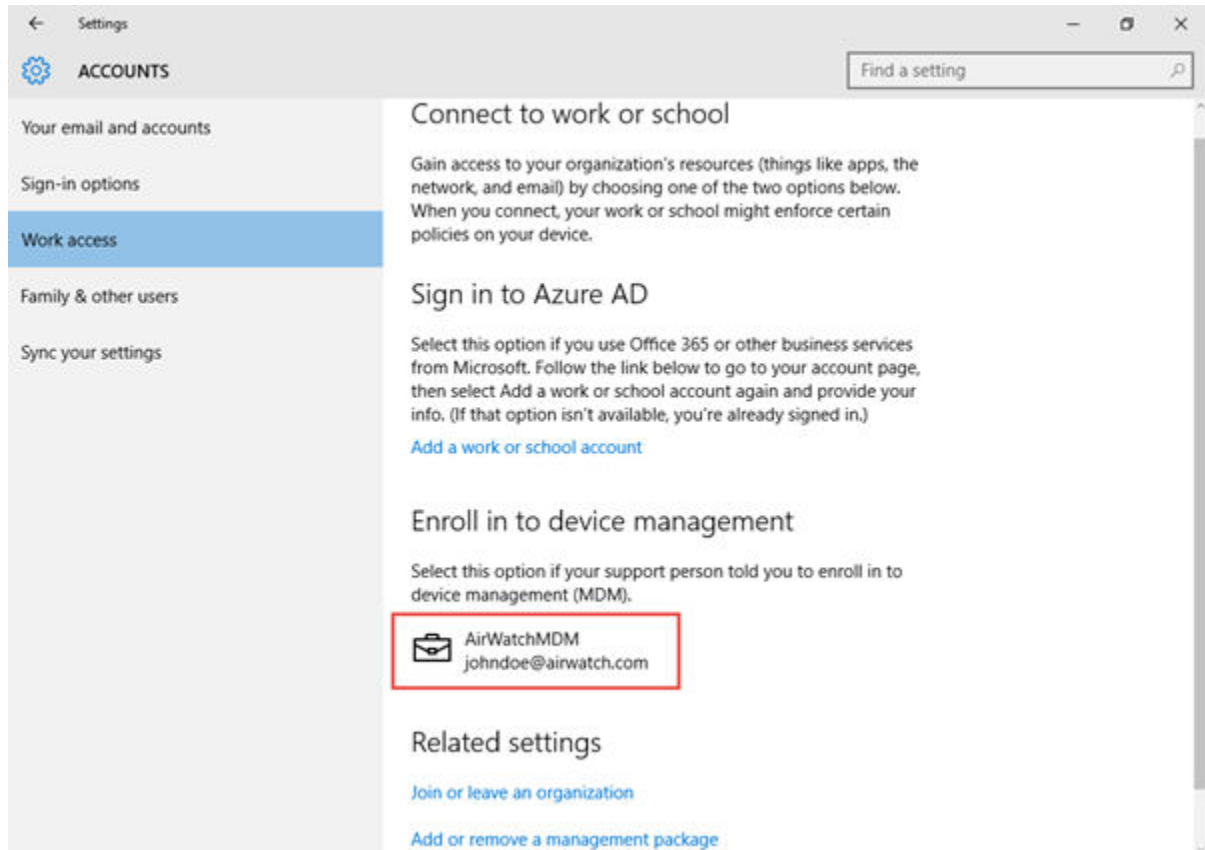 Settings
ACCOUNTS
Find a setting
Your email and accounts
Sign-in options
Work access
Family & other users
Sync your settings
Connect to work or school
Gain access to your organization's resources (things like apps, the
network, and email) by choosing one of the two options below.
When you connect, your work or school might enforce certain
policies on your device.
Sign in to Azure AD
Select this option if you use Office 365 or other business services
from Microsoft. Follow the link below to go to your account page,
then select Add a work or school account again and provide your
info. (If that option isn't available, you're already signed in.)
Add a work or school account
Enroll in to device management
Select this option if your support person told you to enroll in to
device management (MDM).
AirWatchMDM
johndoe@airwatch.com
Related settings
Join or leave an organization
Add or remove a management package